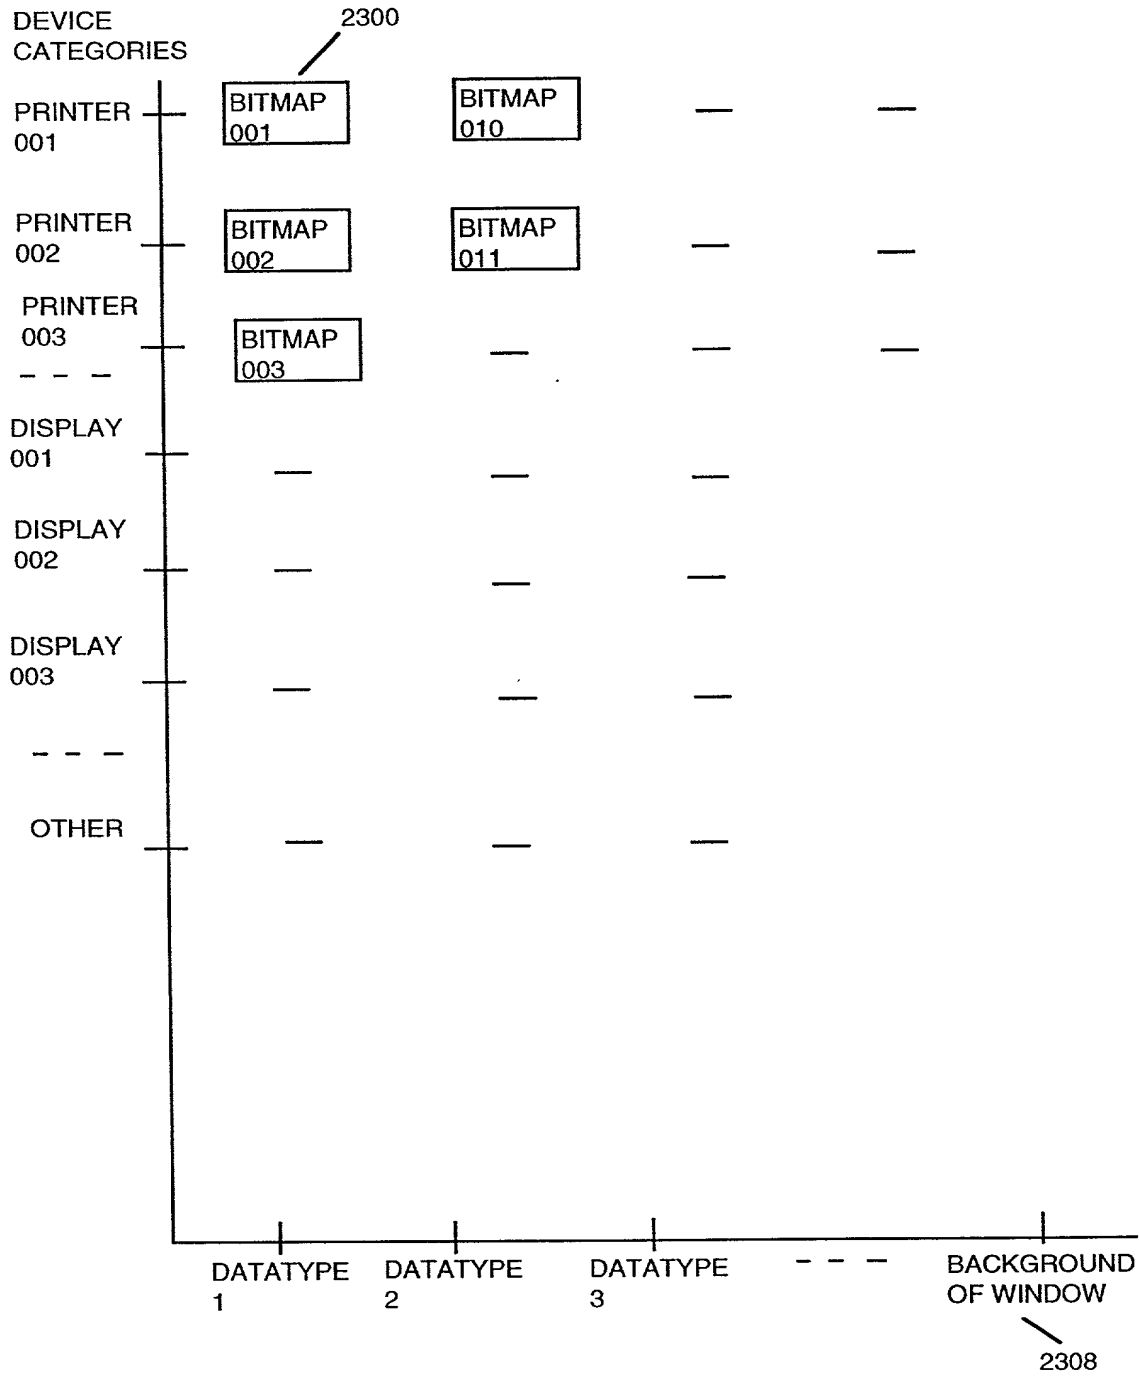 DEVICE
CATEGORIES
2300
PRINTER
001
BITMAP
001
BITMAP
010
PRINTER
002
BITMAP
002
BITMAP
011
PRINTER
003
BITMAP
003
DISPLAY
001
DISPLAY
002
DISPLAY
003
OTHER
DATATYPE
1
DATATYPE
2
DATATYPE
3
BACKGROUND
OF WINDOW
2308